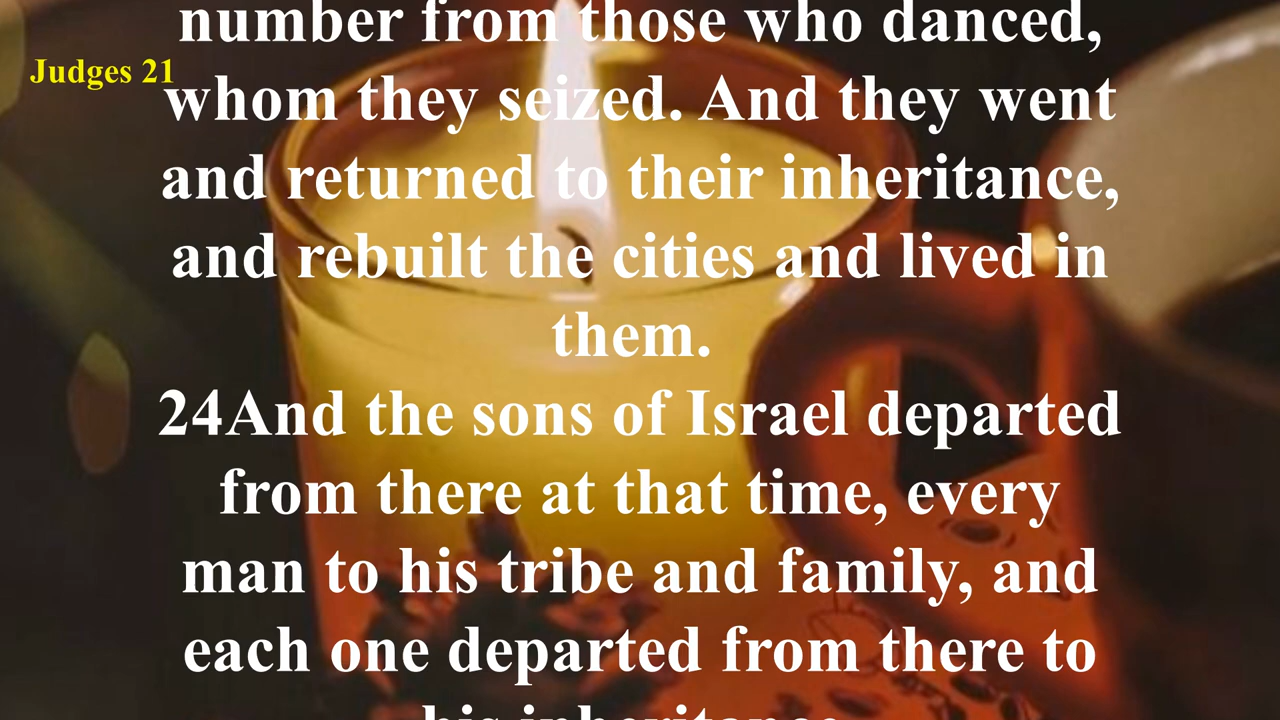 number from those who danced,
Judges 21
whom they seized. And they went
and returned to their inheritance,
and rebuilt the cities and lived in
them.
24And the sons of Israel departed
from there at that time, every
man to his tribe and family, and
each one departed from there to
his inheritance